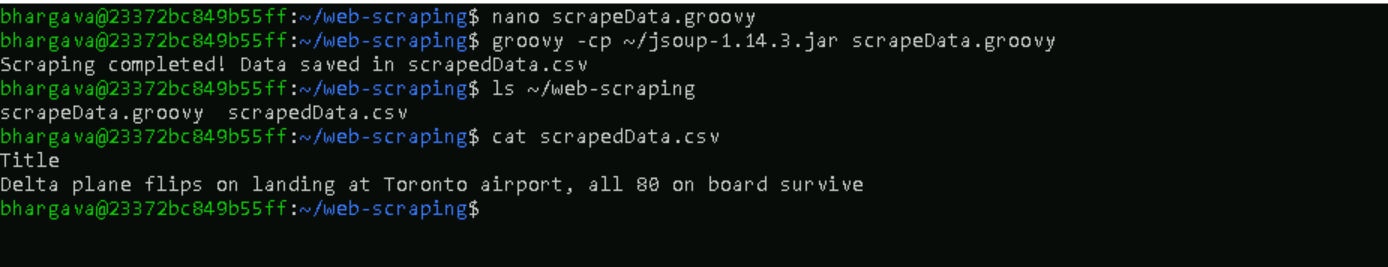 bhargava@23372bc849b55ff:~/web-scraping$ nano scrapeData.groovy
bhargava@23372bc849b55ff:~/web-scraping$ groovy -cp ~/jsoup-1.14.3.jar scrapeData.groovy
Scraping completed! Data saved in scrapedData.csv
bhargava@23372bc849b55ff:~/web-scraping$ ls ~/web-scraping
scrapeData.groovy  scrapedData.csv
bhargava@23372bc849b55ff:~/web-scraping$ cat scrapedData.csv
Title
Delta plane flips on landing at Toronto airport, all 80 on board survive
bhargava@23372bc849b55ff:~/web-scraping$